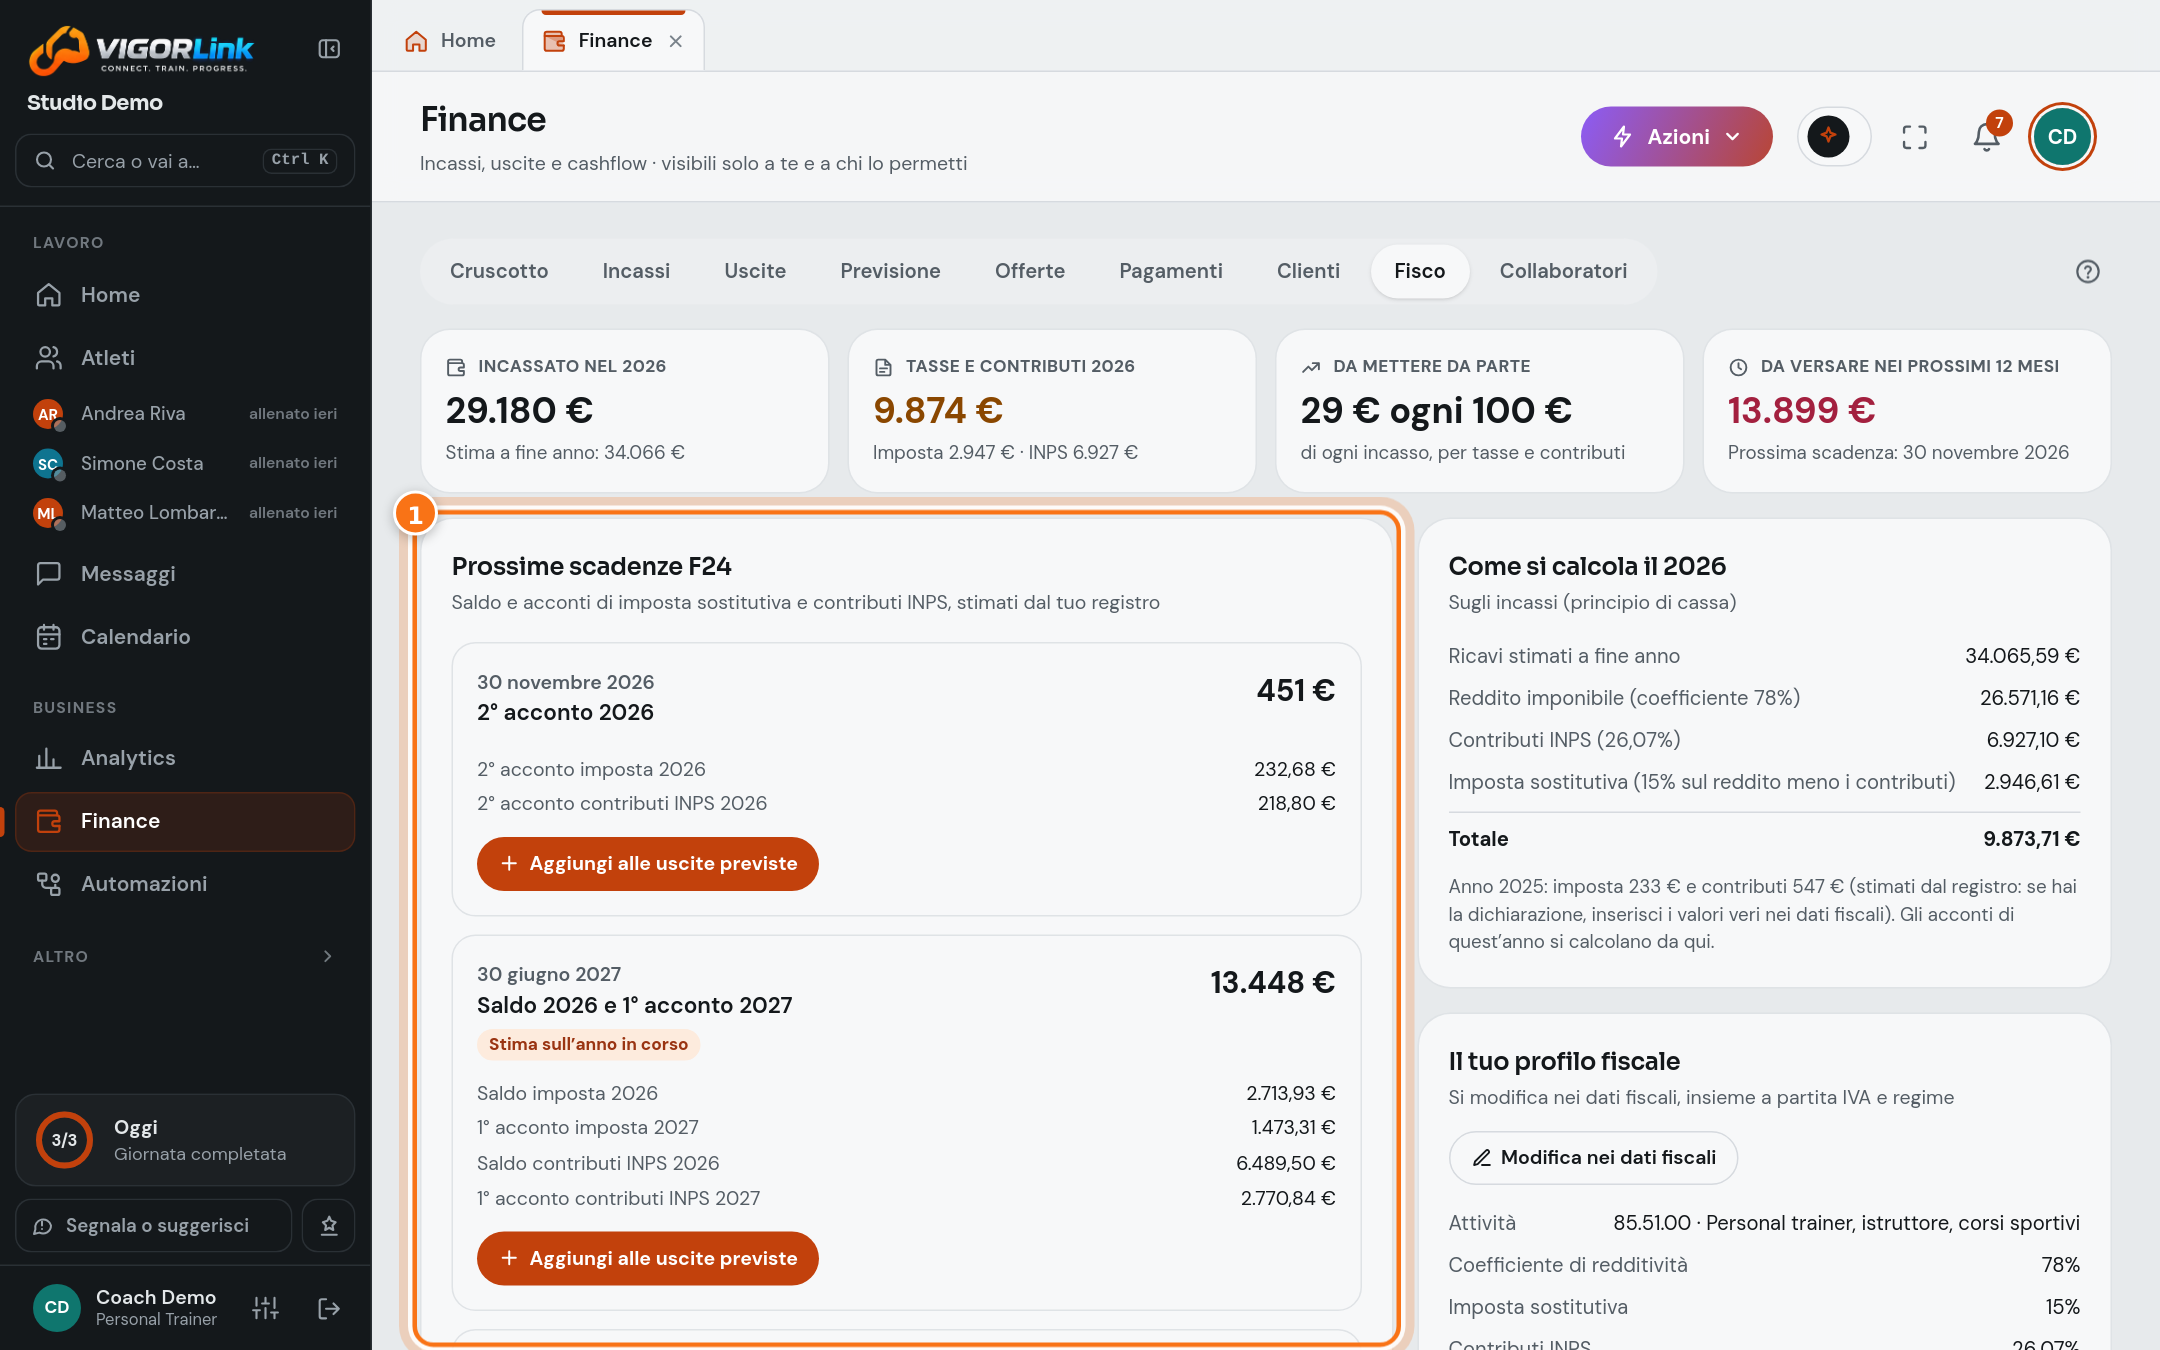 VIGORLink
CONNECT. TRAIN. PROGRESS.
Studio Demo
Cerca o vai a...
Ctrl K
LAVORO
Home
Atleti
AR Andrea Riva allenato ieri
SC Simone Costa allenato ieri
ML Matteo Lombar... allenato ieri
Messaggi
Calendario
BUSINESS
Analytics
Finance
Automazioni
ALTRO
3/3
Oggi
Giornata completata
Segnala o suggerisci
CD
Coach Demo
Personal Trainer
Home
Finance
Finance
Incassi, uscite e cashflow · visibili solo a te e a chi lo permetti
Azioni
7
CD
Cruscotto Incassi Uscite Previsione Offerte Pagamenti Clienti Fisco Collaboratori
INCASSATO NEL 2026
29.180 €
Stima a fine anno: 34.066 €
TASSE E CONTRIBUTI 2026
9.874 €
Imposta 2.947 € · INPS 6.927 €
DA METTERE DA PARTE
29 € ogni 100 €
di ogni incasso, per tasse e contributi
DA VERSARE NEI PROSSIMI 12 MESI
13.899 €
Prossima scadenza: 30 novembre 2026
1
Prossime scadenze F24
Saldo e acconti di imposta sostitutiva e contributi INPS, stimati dal tuo registro
30 novembre 2026
2° acconto 2026
451 €
2° acconto imposta 2026 232,68 €
2° acconto contributi INPS 2026 218,80 €
+ Aggiungi alle uscite previste
30 giugno 2027
Saldo 2026 e 1° acconto 2027
13.448 €
Stima sull'anno in corso
Saldo imposta 2026 2.713,93 €
1° acconto imposta 2027 1.473,31 €
Saldo contributi INPS 2026 6.489,50 €
1° acconto contributi INPS 2027 2.770,84 €
+ Aggiungi alle uscite previste
Come si calcola il 2026
Sugli incassi (principio di cassa)
Ricavi stimati a fine anno 34.065,59 €
Reddito imponibile (coefficiente 78%) 26.571,16 €
Contributi INPS (26,07%) 6.927,10 €
Imposta sostitutiva (15% sul reddito meno i contributi) 2.946,61 €
Totale 9.873,71 €
Anno 2025: imposta 233 € e contributi 547 € (stimati dal registro: se hai
la dichiarazione, inserisci i valori veri nei dati fiscali). Gli acconti di
quest'anno si calcolano da qui.
Il tuo profilo fiscale
Si modifica nei dati fiscali, insieme a partita IVA e regime
Modifica nei dati fiscali
Attività 85.51.00 · Personal trainer, istruttore, corsi sportivi
Coefficiente di redditività 78%
Imposta sostitutiva 15%
Contributi INPS 26,07%